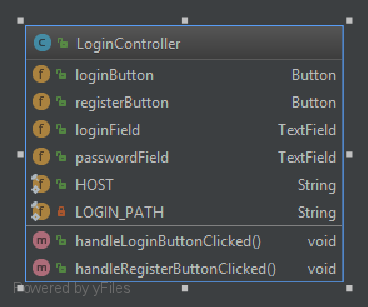 C LoginController
f loginButton Button
f registerButton Button
f loginField TextField
f passwordField TextField
f HOST String
f LOGIN_PATH String
m handleLoginButtonClicked() void
m handleRegisterButtonClicked() void
Powered by yFiles